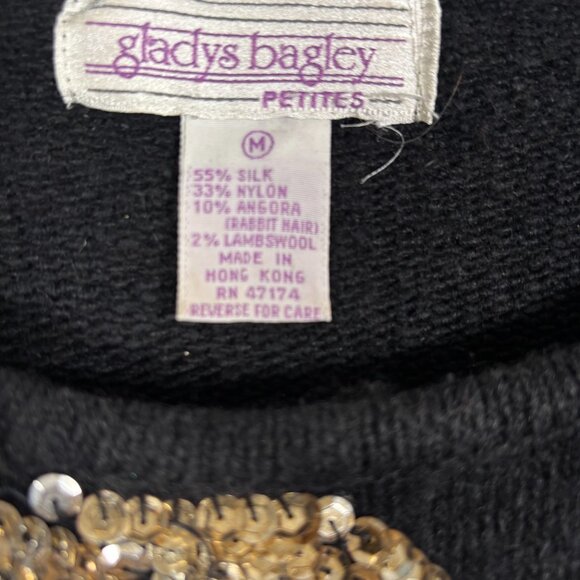 gladys bagley
PETITES
M
55% SILK
33% NYLON
10% ANGORA
(RABBIT HAIR)
2% LAMBSWOOL
MADE IN
HONG KONG
RN 47174
REVERSE FOR CARE